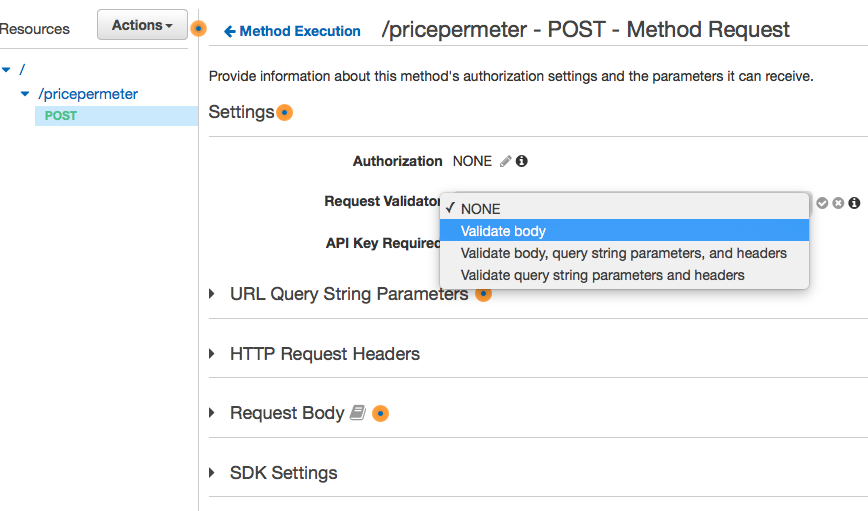 Resources
Actions
Method Execution
/pricepermeter - POST - Method Request
/
/pricepermeter
POST
Provide information about this method's authorization settings and the parameters it can receive.
Settings
Authorization NONE
Request Validator
NONE
Validate body
Validate body, query string parameters, and headers
Validate query string parameters and headers
API Key Required
URL Query String Parameters
HTTP Request Headers
Request Body
SDK Settings